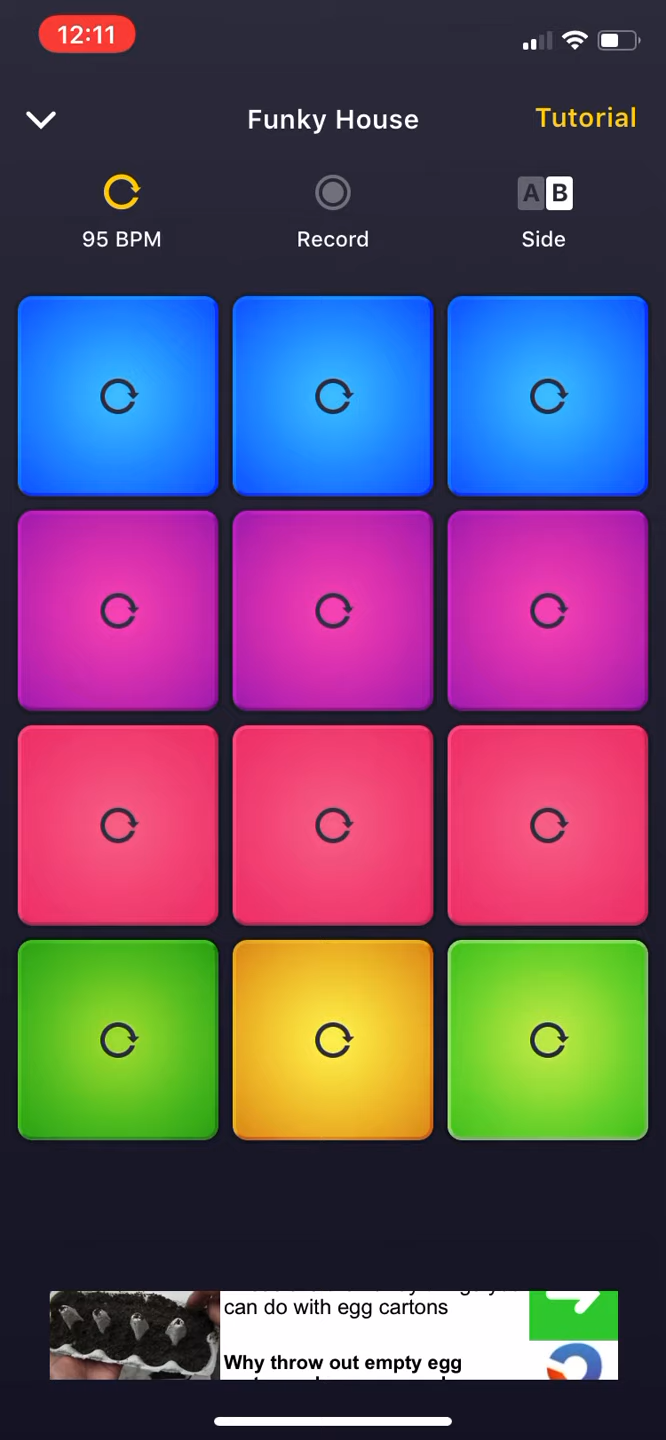 12:11
Funky House
Tutorial
95 BPM
Record
A B
Side
can do with egg cartons
Why throw out empty egg